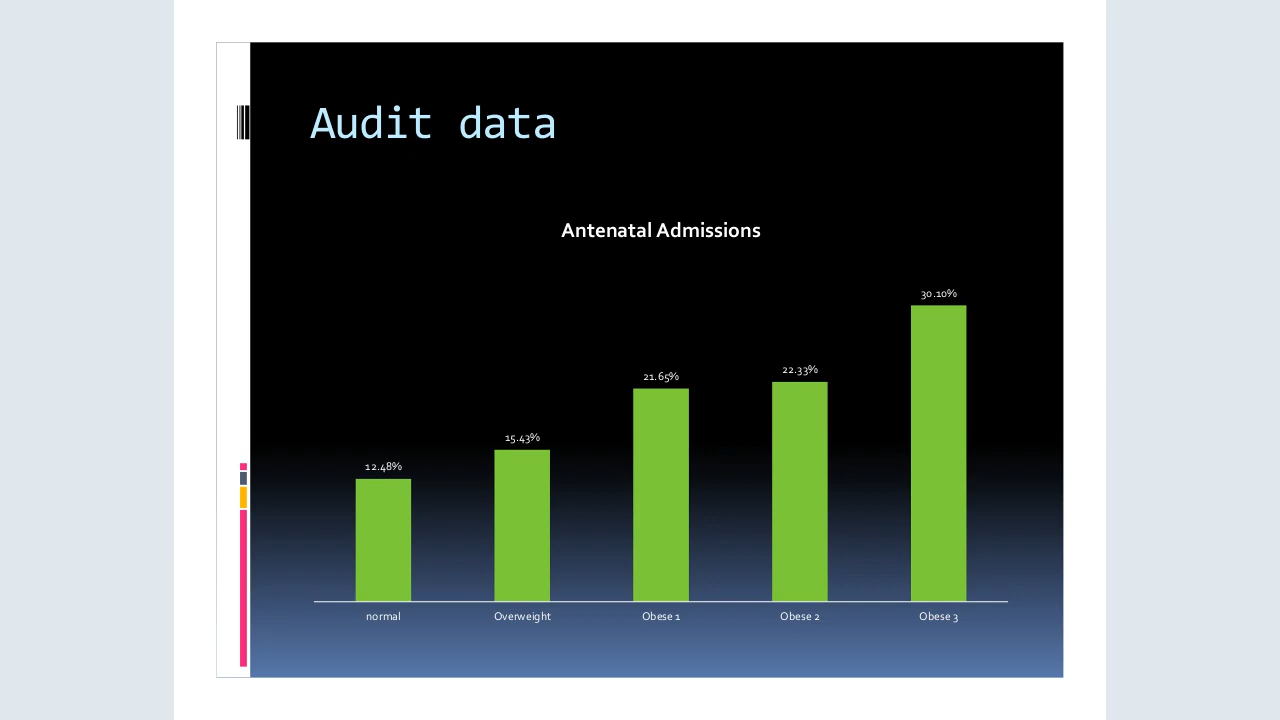 Audit data
Antenatal Admissions
30.10%
22.33%
21.65%
15.43%
12.48%
normal Overweight Obese 1 Obese 2 Obese 3